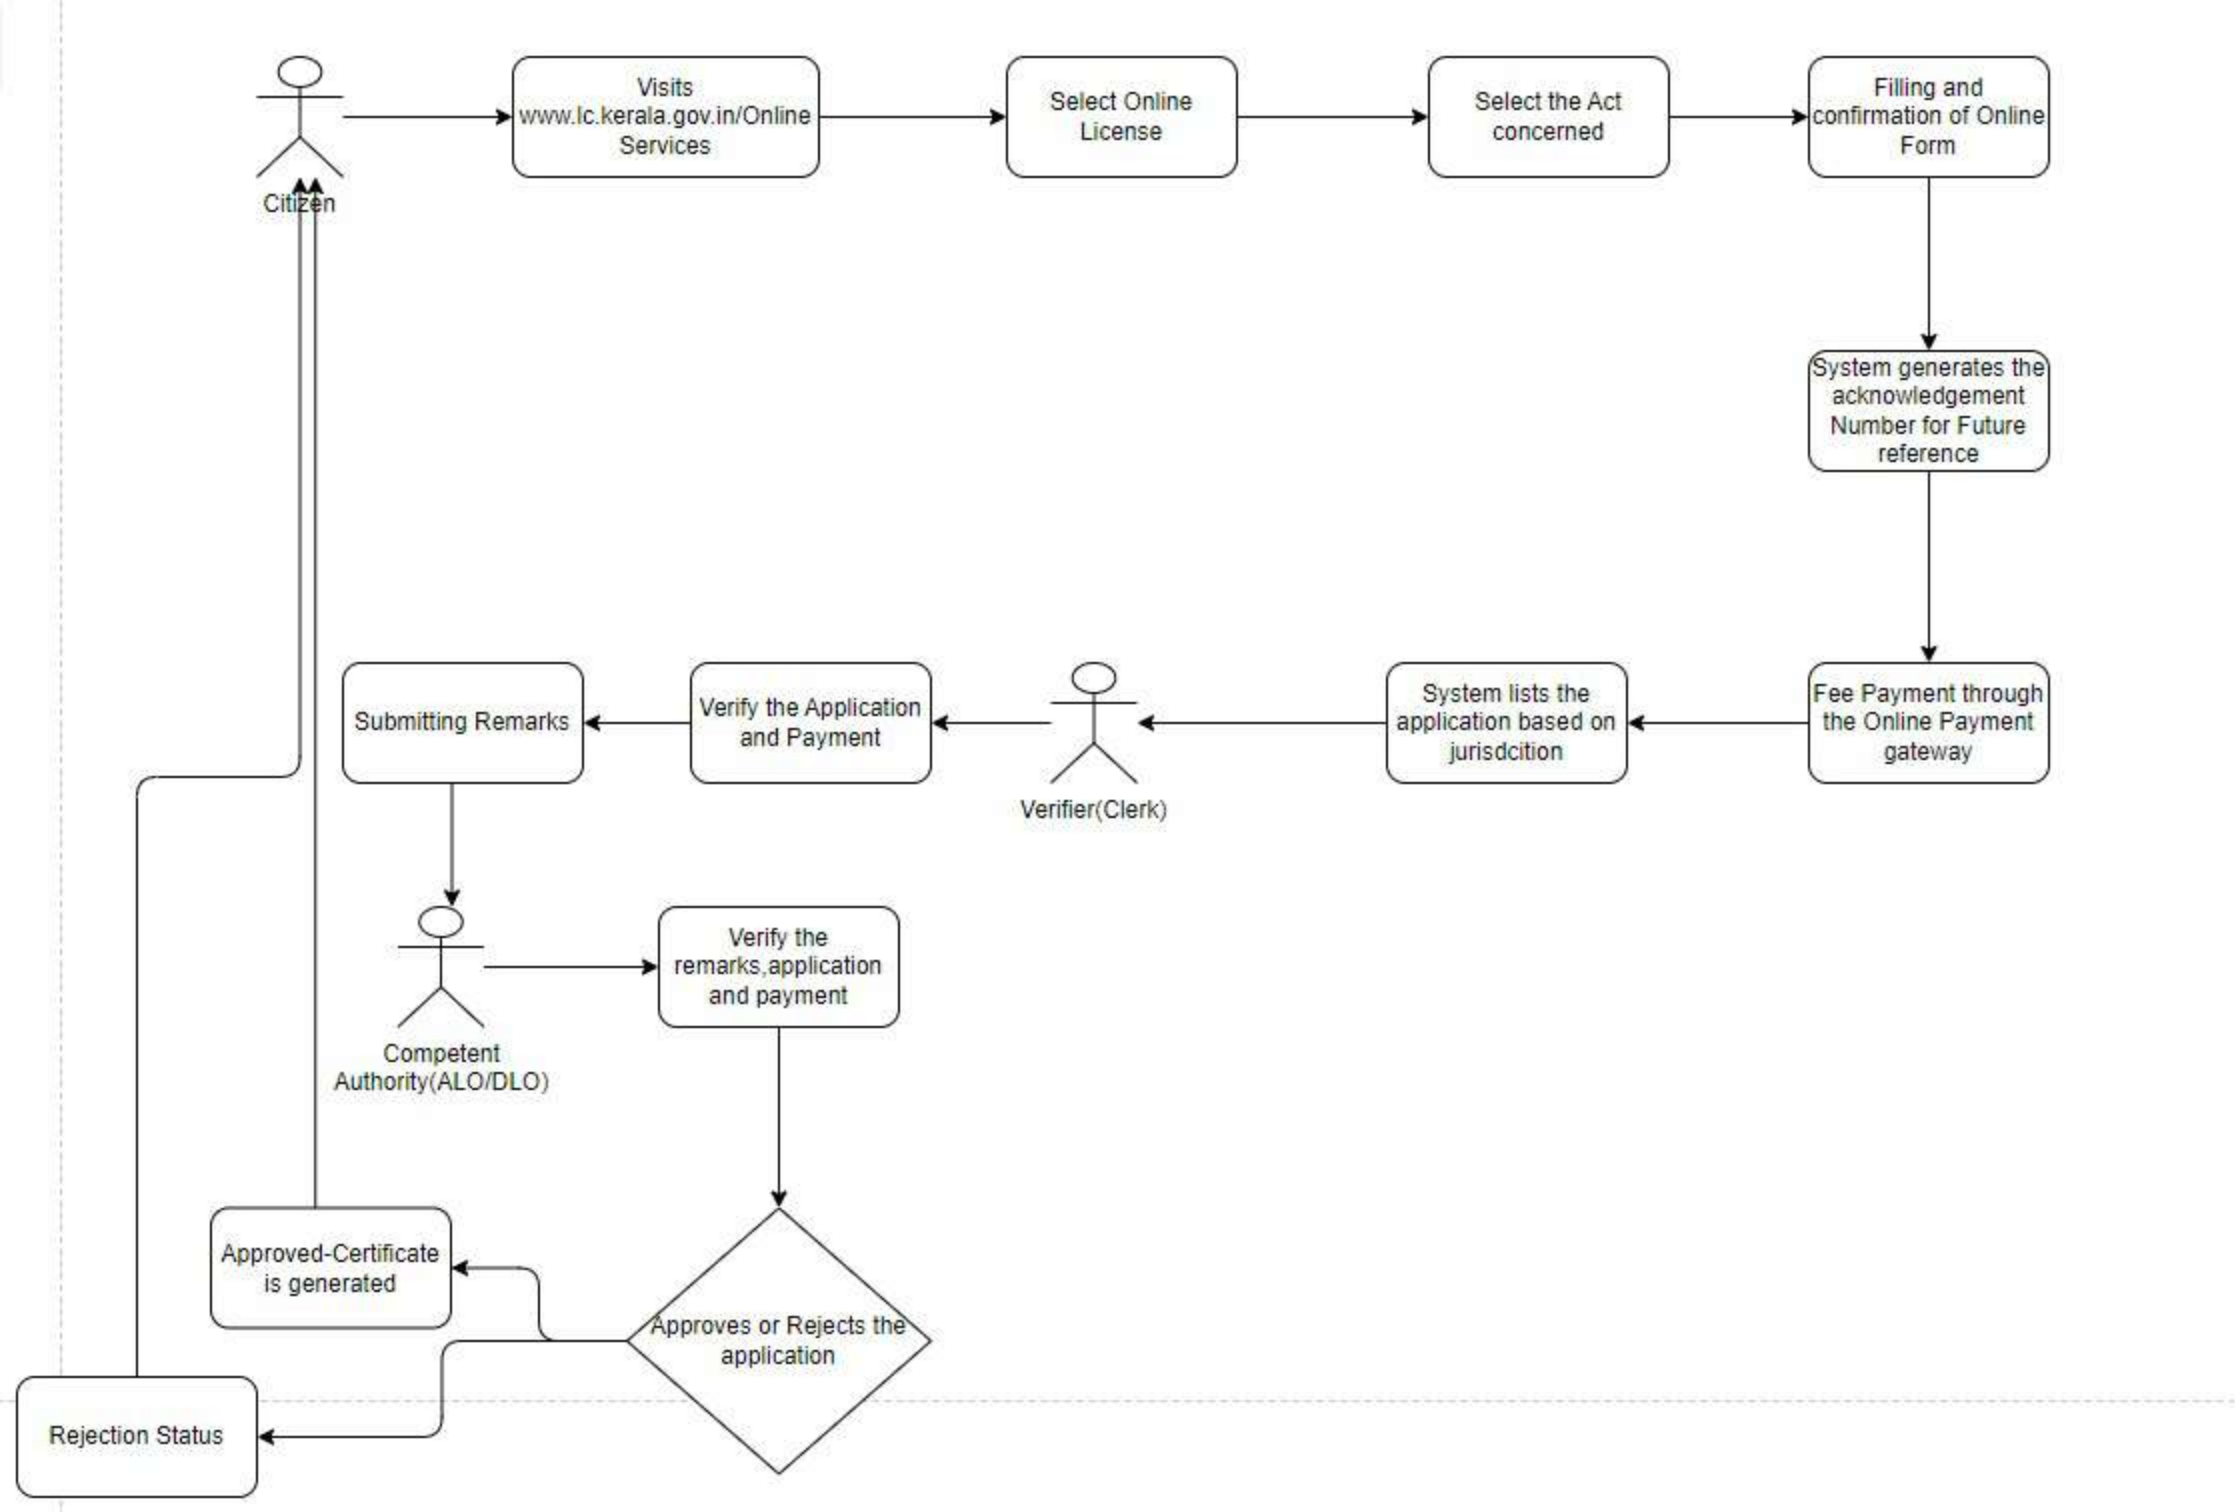 Visits
www.lc.kerala.gov.in/Online
Services
Select Online
License
Select the Act
concerned
Filling and
confirmation of Online
Form
Citizen
System generates the
acknowledgement
Number for Future
reference
Submitting Remarks
Verify the Application
and Payment
Verifier(Clerk)
System lists the
application based on
jurisdcition
Fee Payment through
the Online Payment
gateway
Verify the
remarks,application
and payment
Competent
Authority(ALO/DLO)
Approved-Certificate
is generated
Approves or Rejects the
application
Rejection Status